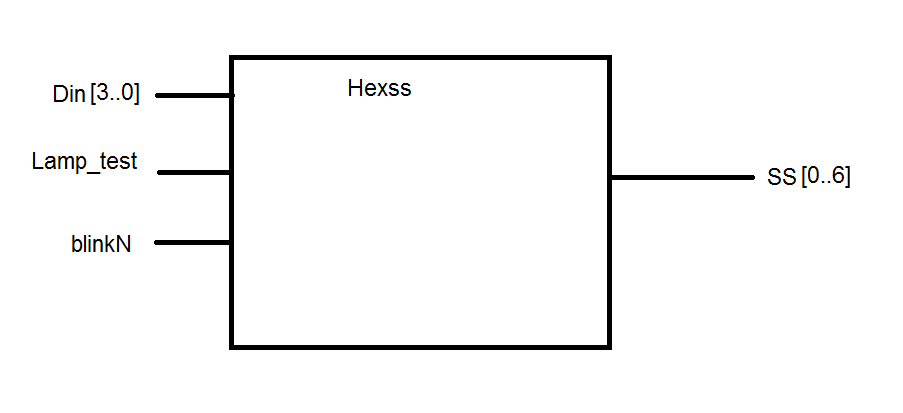 Hexss
Din [3..0]
Lamp_test
SS [0..6]
blinkN